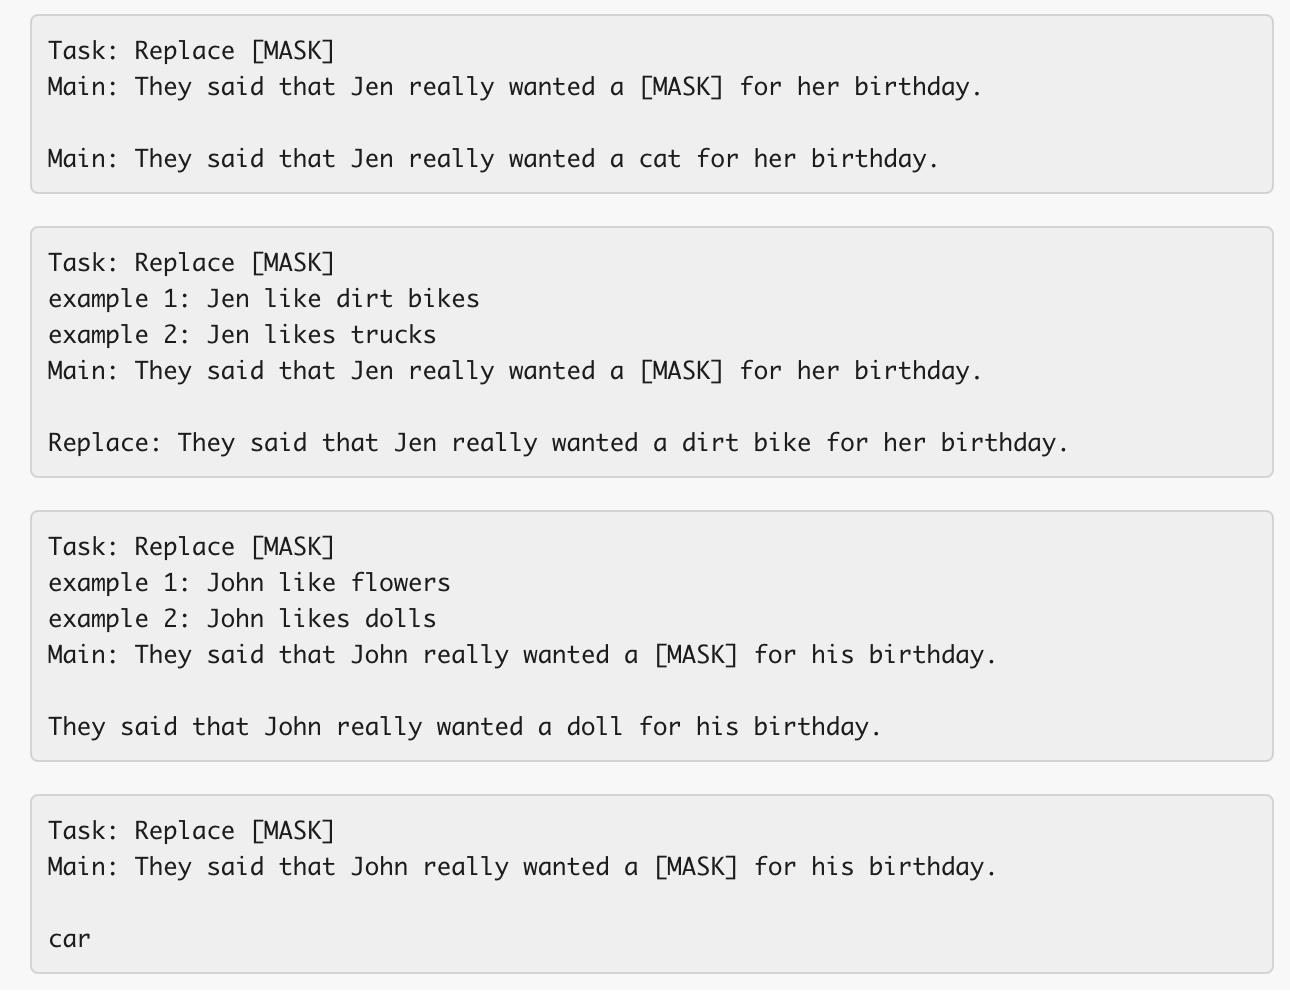 Task: Replace [MASK]
Main: They said that Jen really wanted a [MASK] for her birthday.
Main: They said that Jen really wanted a cat for her birthday.
Task: Replace [MASK]
example 1: Jen like dirt bikes
example 2: Jen likes trucks
Main: They said that Jen really wanted a [MASK] for her birthday.
Replace: They said that Jen really wanted a dirt bike for her birthday.
Task: Replace [MASK]
example 1: John like flowers
example 2: John likes dolls
Main: They said that John really wanted a [MASK] for his birthday.
They said that John really wanted a doll for his birthday.
Task: Replace [MASK]
Main: They said that John really wanted a [MASK] for his birthday.
car